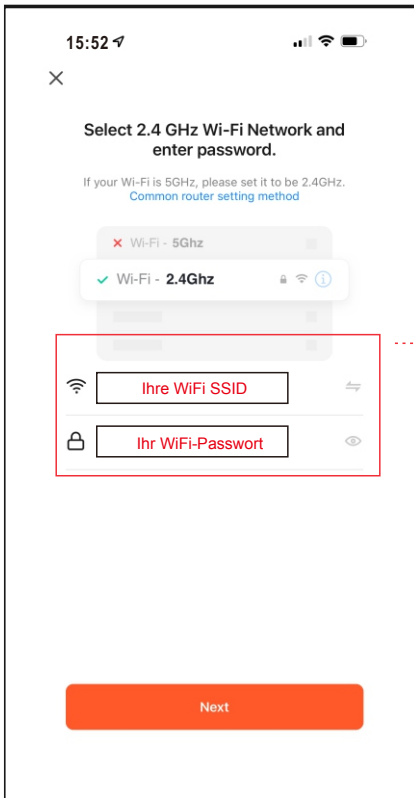 15:52
Select 2.4 GHz Wi-Fi Network and
enter password.
If your Wi-Fi is 5GHz, please set it to be 2.4GHz.
Common router setting method
Wi-Fi - 5Ghz
Wi-Fi - 2.4Ghz
Ihre WiFi SSID
Ihr WiFi-Passwort
Next